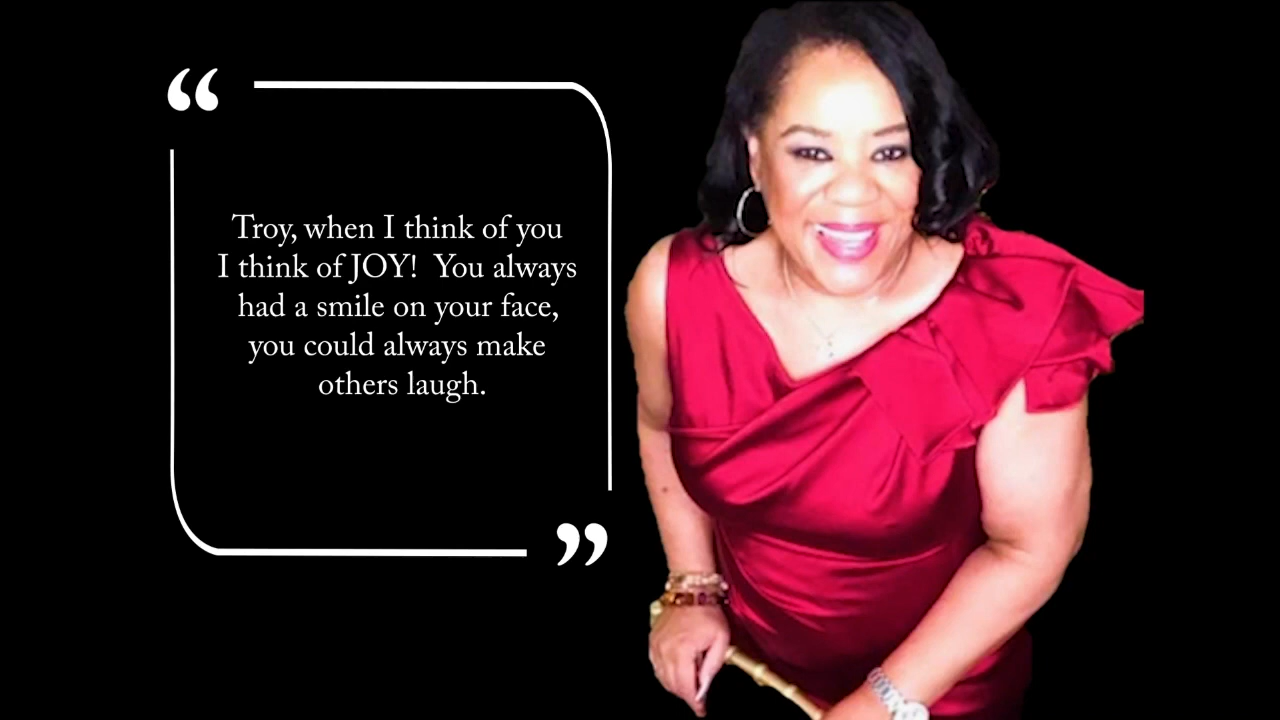 Troy, when I think of you
I think of JOY!  You always
had a smile on your face,
you could always make
others laugh.